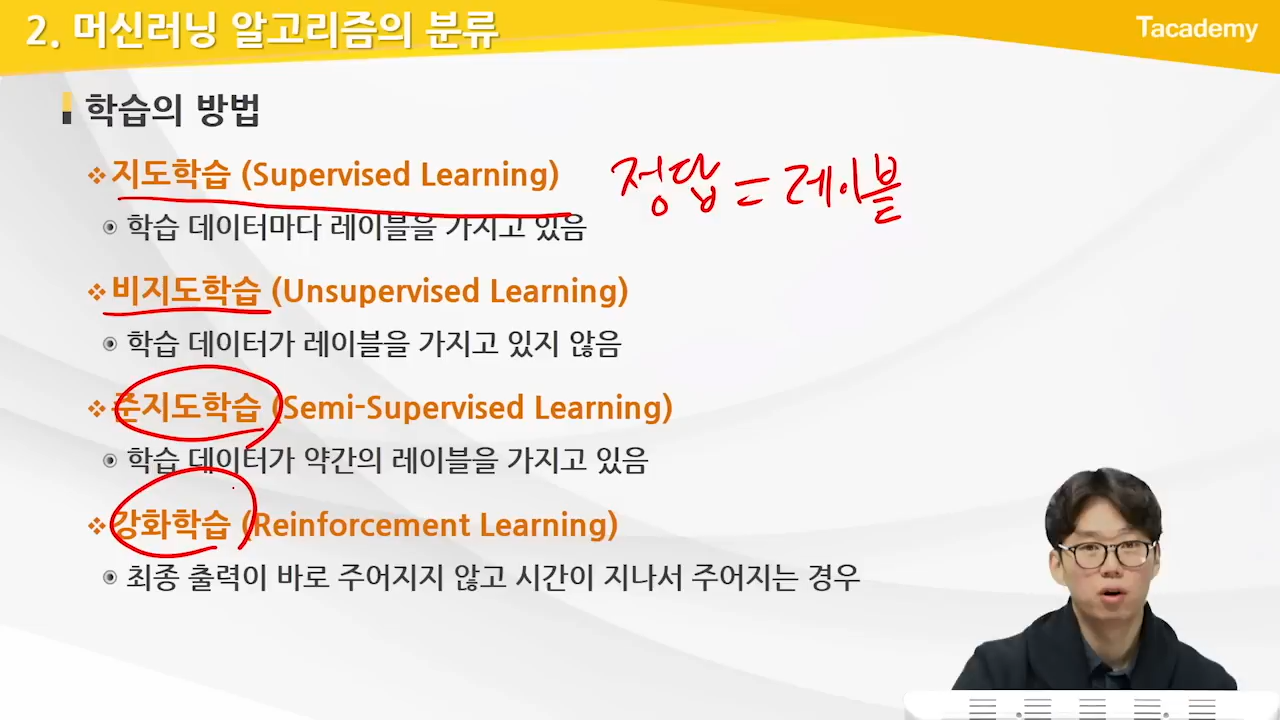 2. 머신러닝 알고리즘의 분류
Tacademy
학습의 방법
지도학습 (Supervised Learning)
정답 = 레이블
학습 데이터마다 레이블을 가지고 있음
비지도학습 (Unsupervised Learning)
학습 데이터가 레이블을 가지고 있지 않음
준지도학습 (Semi-Supervised Learning)
학습 데이터가 약간의 레이블을 가지고 있음
강화학습 (Reinforcement Learning)
최종 출력이 바로 주어지지 않고 시간이 지나서 주어지는 경우